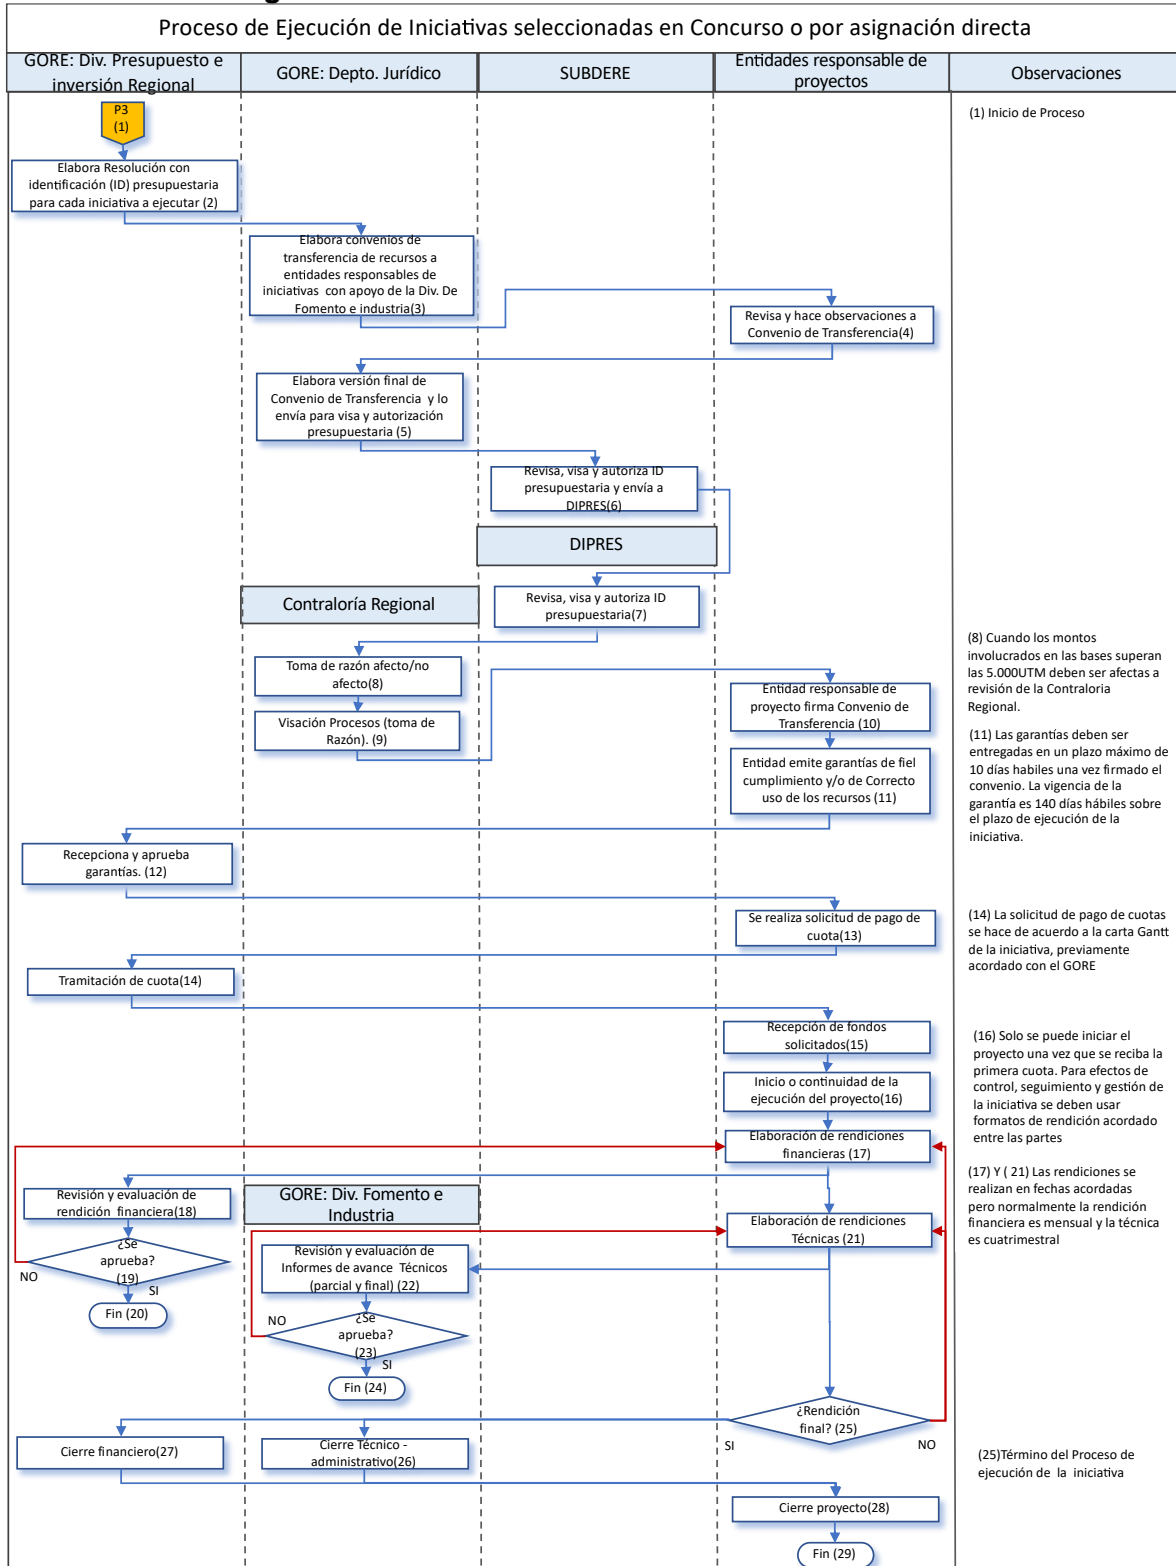 Proceso de Ejecución de Iniciativas seleccionadas en Concurso o por asignación directa
GORE: Div. Presupuesto e
inversión Regional
GORE: Depto. Jurídico
SUBDERE
Entidades responsable de
proyectos
Observaciones
P3
(1)
(1) Inicio de Proceso
Elabora Resolución con
identificación (ID) presupuestaria
para cada iniciativa a ejecutar (2)
Elabora convenios de
transferencia de recursos a
entidades responsables de
iniciativas con apoyo de la Div. De
Fomento e industria(3)
Revisa y hace observaciones a
Convenio de Transferencia(4)
Elabora versión final de
Convenio de Transferencia y lo
envía para visa y autorización
presupuestaria (5)
Revisa, visa y autoriza ID
presupuestaria y envía a
DIPRES(6)
DIPRES
Contraloría Regional
Revisa, visa y autoriza ID
presupuestaria(7)
Toma de razón afecto/no
afecto(8)
Visación Procesos (toma de
Razón). (9)
Entidad responsable de
proyecto firma Convenio de
Transferencia (10)
Entidad emite garantías de fiel
cumplimiento y/o de Correcto
uso de los recursos (11)
(8) Cuando los montos
involucrados en las bases superan
las 5.000UTM deben ser afectas a
revisión de la Contraloria
Regional.
(11) Las garantías deben ser
entregadas en un plazo máximo de
10 días habiles una vez firmado el
convenio. La vigencia de la
garantía es 140 días hábiles sobre
el plazo de ejecución de la
iniciativa.
Recepciona y aprueba
garantías. (12)
Se realiza solicitud de pago de
cuota(13)
(14) La solicitud de pago de cuotas
se hace de acuerdo a la carta Gantt
de la iniciativa, previamente
acordado con el GORE
Tramitación de cuota(14)
Recepción de fondos
solicitados(15)
Inicio o continuidad de la
ejecución del proyecto(16)
(16) Solo se puede iniciar el
proyecto una vez que se reciba la
primera cuota. Para efectos de
control, seguimiento y gestión de
la iniciativa se deben usar
formatos de rendición acordado
entre las partes
Elaboración de rendiciones
financieras (17)
(17) Y ( 21) Las rendiciones se
realizan en fechas acordadas
pero normalmente la rendición
financiera es mensual y la técnica
es cuatrimestral
Revisión y evaluación de
rendición financiera(18)
GORE: Div. Fomento e
Industria
Elaboración de rendiciones
Técnicas (21)
¿Se
aprueba?
(19)
NO
SI
Fin (20)
Revisión y evaluación de
Informes de avance Técnicos
(parcial y final) (22)
NO
¿Se
aprueba?
(23)
SI
Fin (24)
¿Rendición
final? (25)
SI
NO
Cierre financiero(27)
Cierre Técnico -
administrativo(26)
(25)Término del Proceso de
ejecución de la iniciativa
Cierre proyecto(28)
Fin (29)